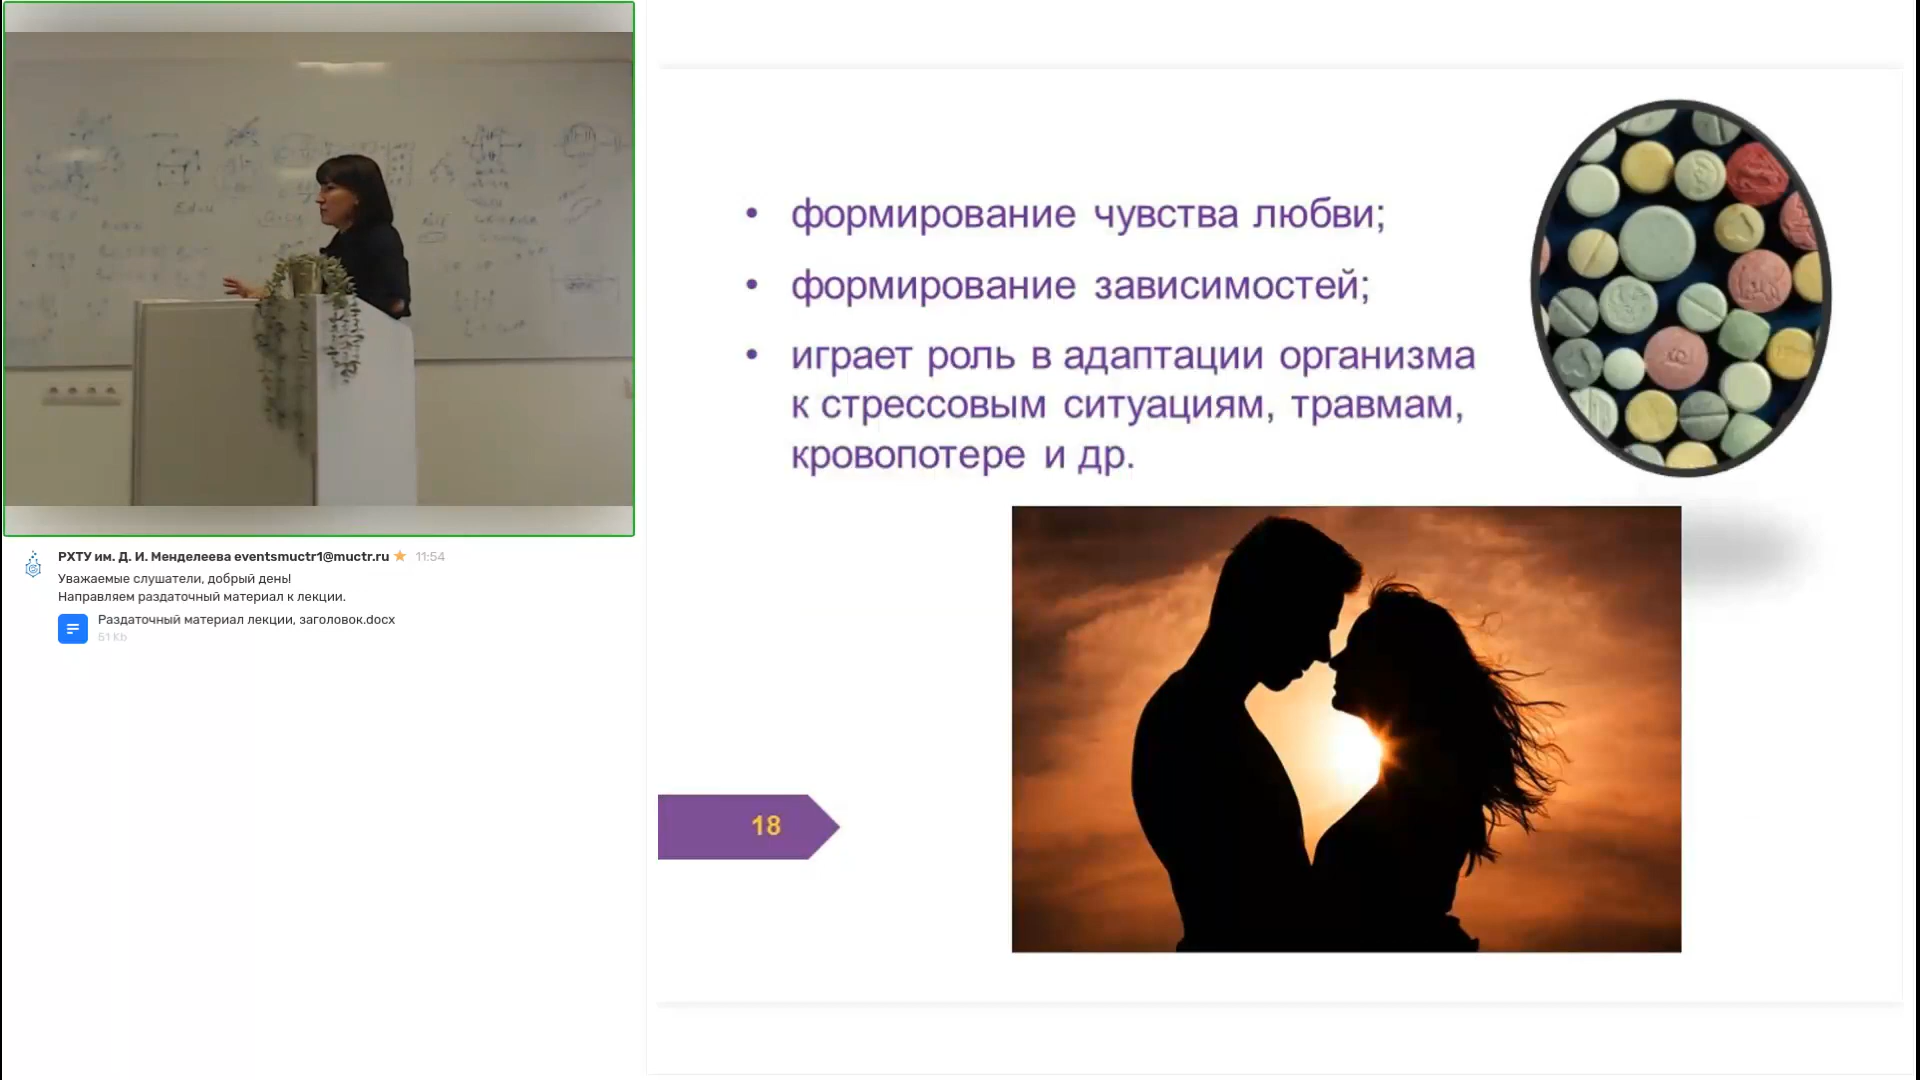 РХТУ им. Д. И. Менделеева eventsmuctr1@muctr.ru 11:54
Уважаемые слушатели, добрый день!
Направляем раздаточный материал к лекции.
Раздаточный материал лекции, заголовок.docx
51 Kb
• формирование чувства любви;
• формирование зависимостей;
• играет роль в адаптации организма
к стрессовым ситуациям, травмам,
кровопотере и др.
18